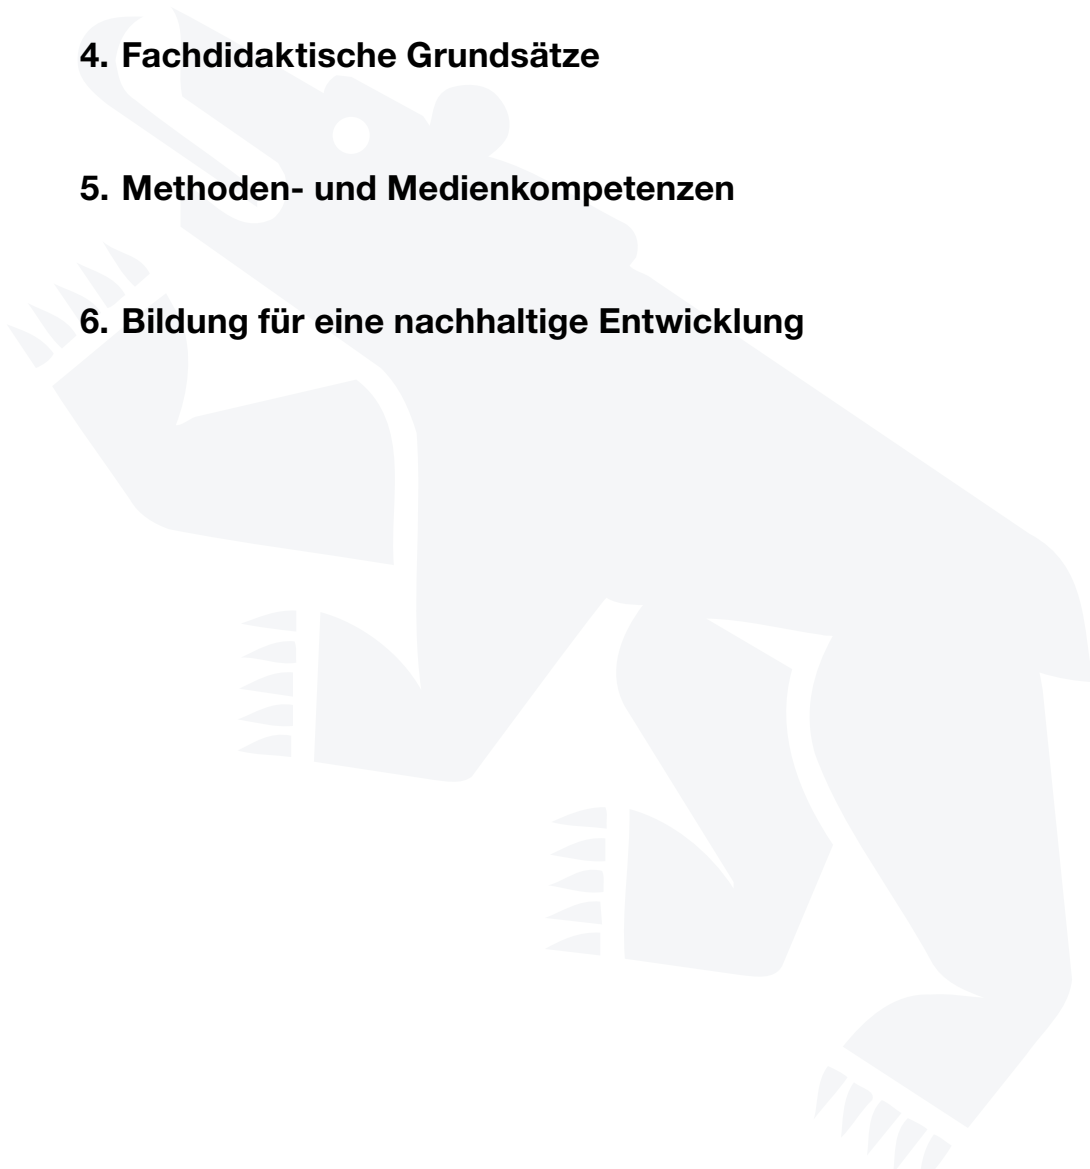 4. Fachdidaktische Grundsätze
5. Methoden- und Medienkompetenzen
6. Bildung für eine nachhaltige Entwicklung